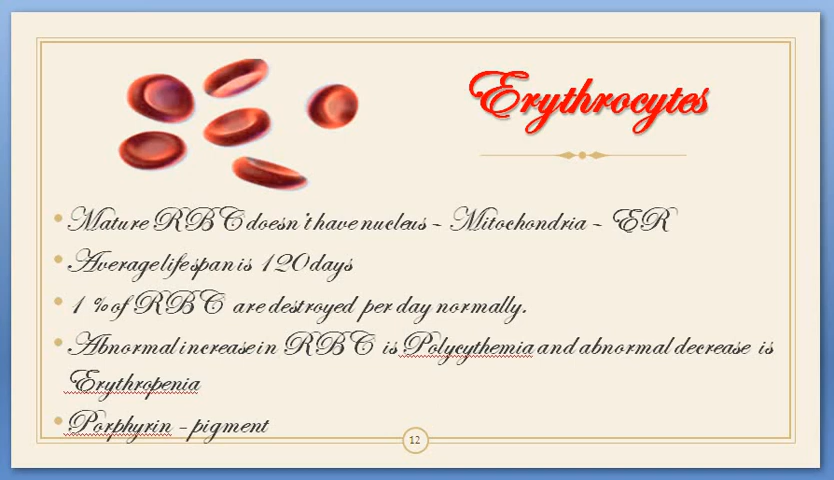 Erythrocytes
• Mature RBC doesn't have nucleus – Mitochondria – ER
• Average life span is 120 days
• 1 % of RBC are destroyed per day normally.
• Abnormal increase in RBC is Polycythemia and abnormal decrease is
Erythropenia
• Porphyrin – pigment
12